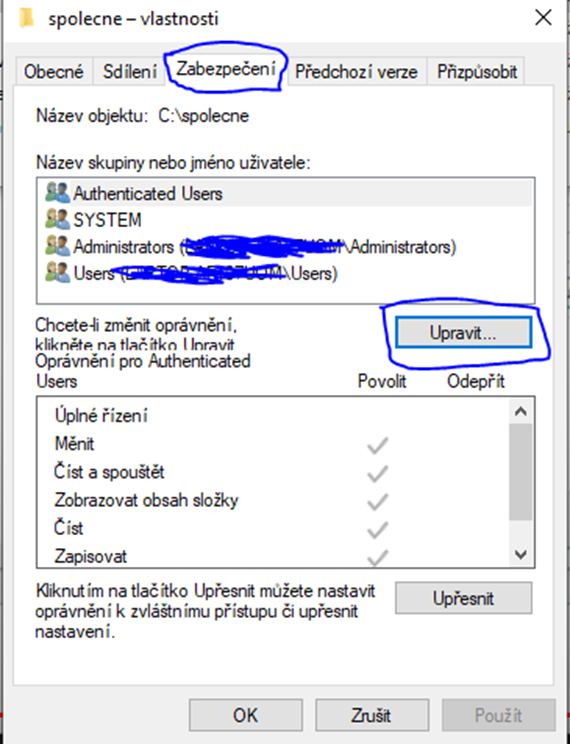 spolecne – vlastnosti
Obecné Sdílení Zabezpečení Předchozí verze Přizpůsobit
Název objektu: C:\spolecne
Název skupiny nebo jméno uživatele:
Authenticated Users
SYSTEM
Administrators (\Administrators)
Users (\Users)
Chcete-li změnit oprávnění,
klikněte na tlačítko Upravit.
Upravit...
Oprávnění pro Authenticated
Users Povolit Odepřít
Úplné řízení
Měnit
Číst a spouštět
Zobrazovat obsah složky
Číst
Zapisovat
Kliknutím na tlačítko Upřesnit můžete nastavit
oprávnění k zvláštnímu přístupu či upřesnit
nastavení.
Upřesnit
OK Zrušit Použít